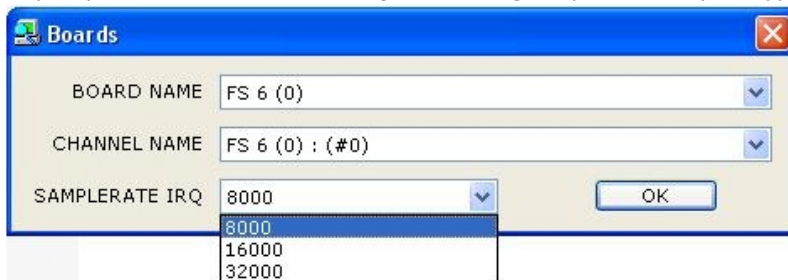 Boards
BOARD NAME FS 6 (0)
CHANNEL NAME FS 6 (0) : (#0)
SAMPLERATE IRQ 8000 OK
8000
16000
32000